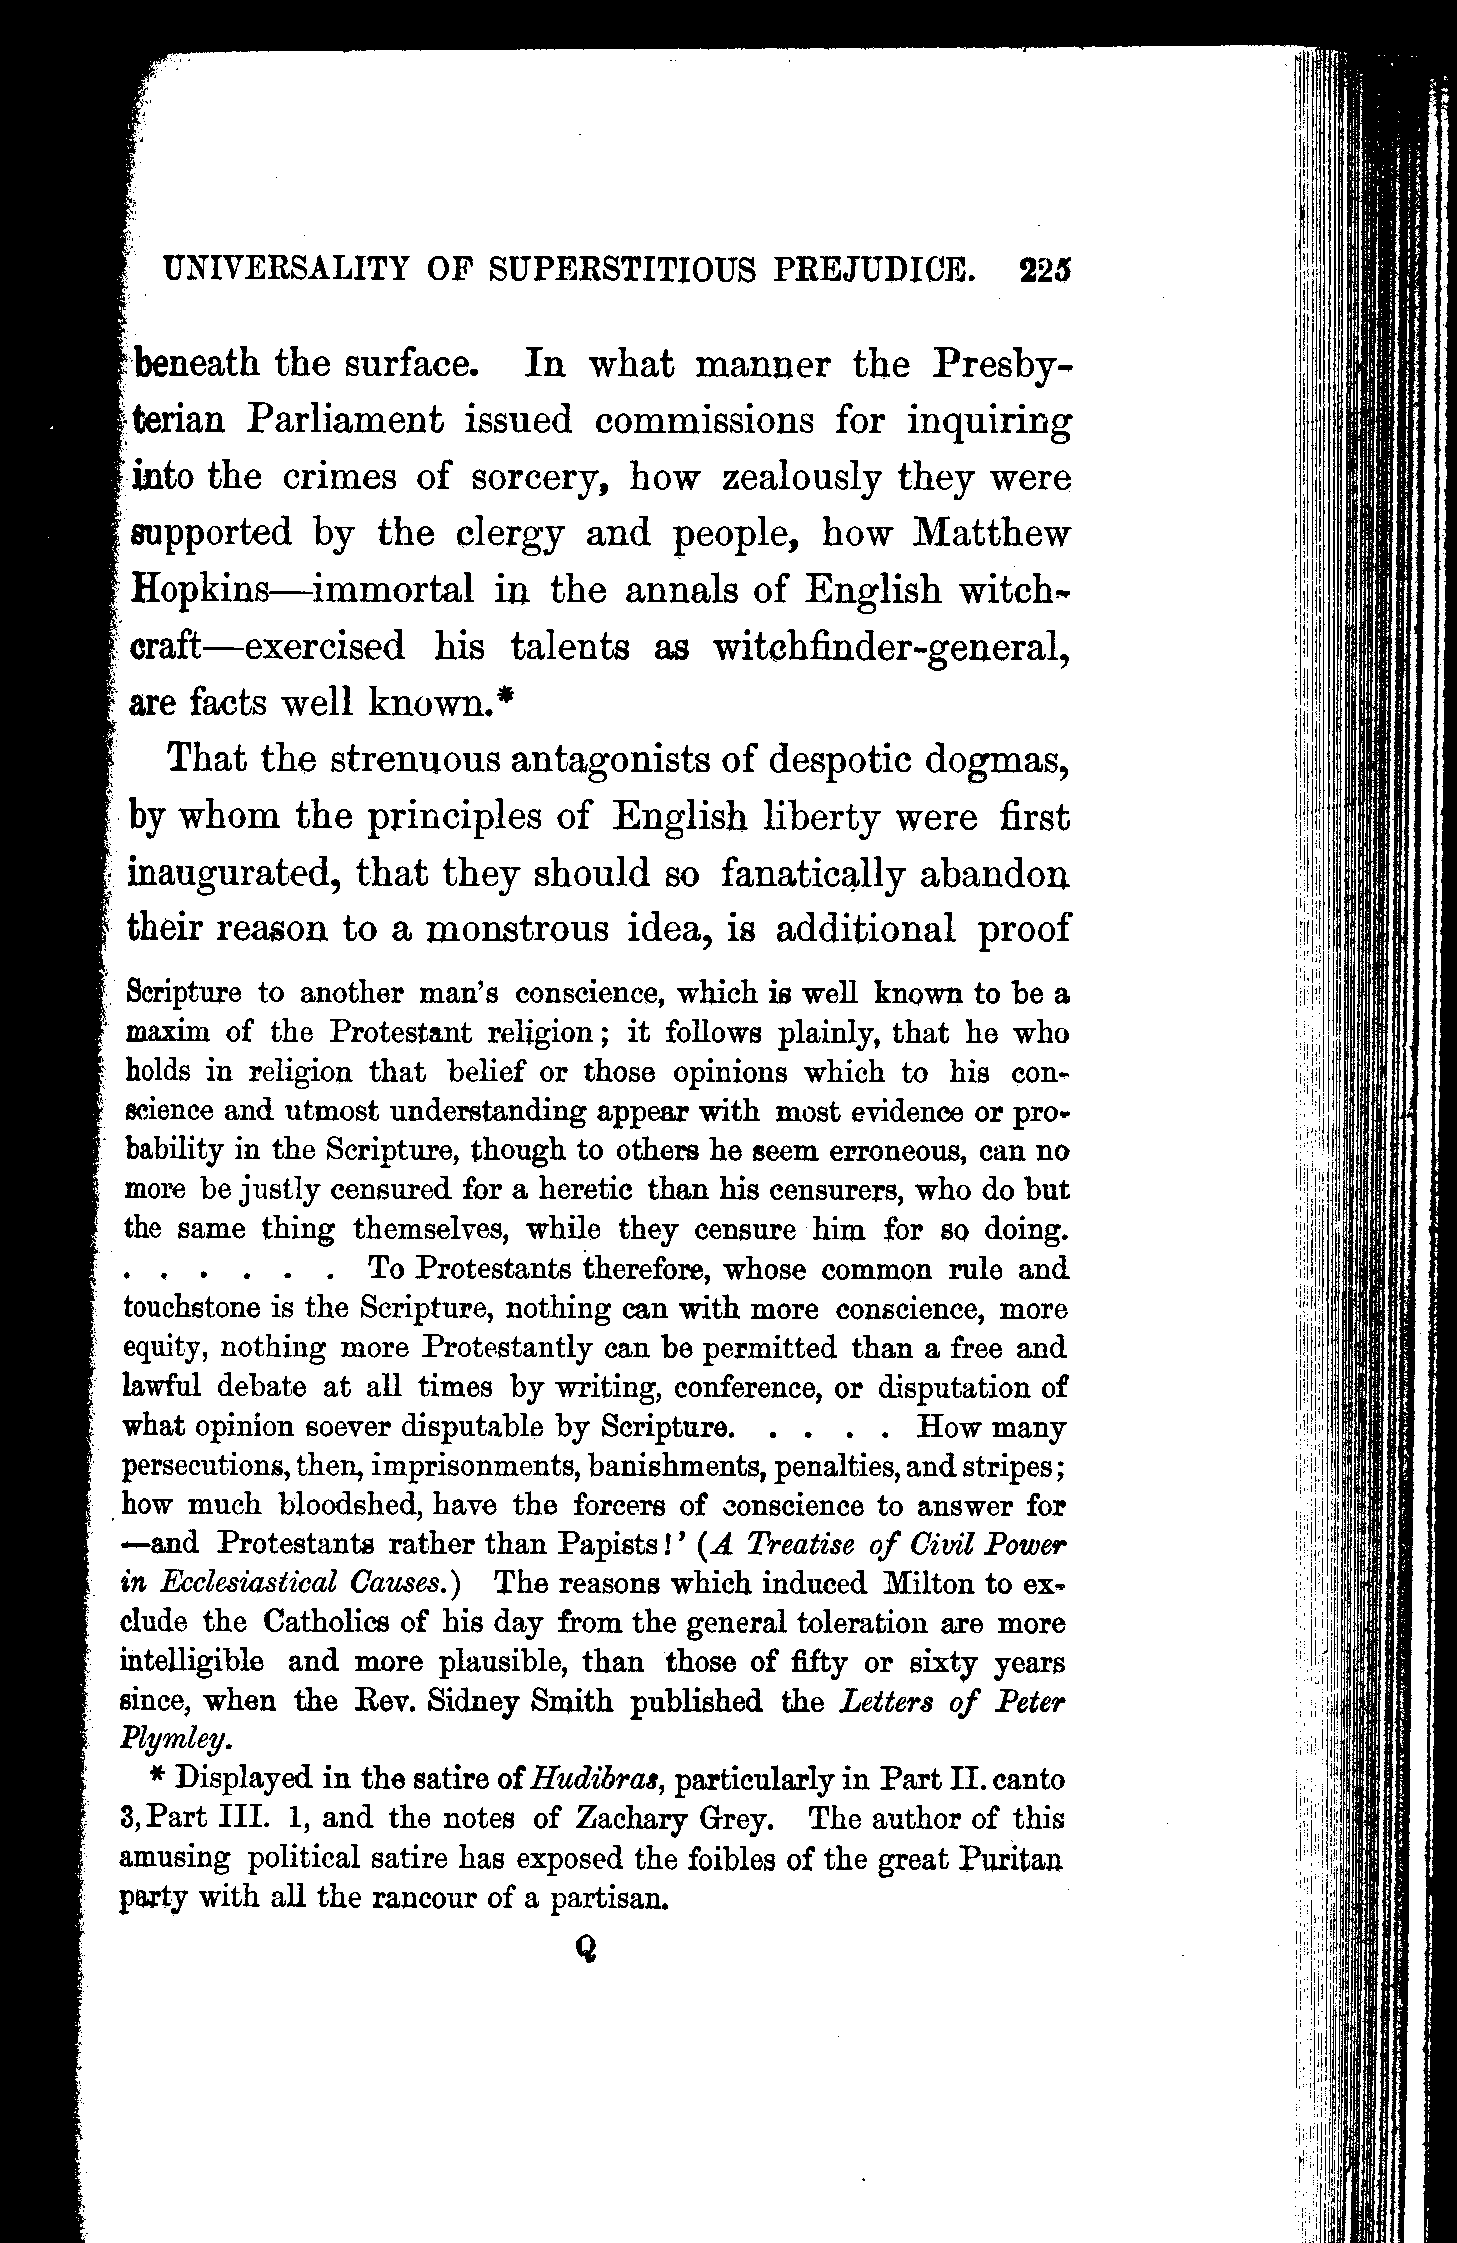 UNIVERSALITY OF SUPERSTITIOUS PREJUDICE. 225
beneath the surface. In what manner the Presby-
terian Parliament issued commissions for inquiring
into the crimes of sorcery, how zealously they were
supported by the clergy and people, how Matthew
Hopkins—immortal in the annals of English witch-
craft—exercised his talents as witchfinder-general,
are facts well known.*
That the strenuous antagonists of despotic dogmas,
by whom the principles of English liberty were first
inaugurated, that they should so fanatically abandon
their reason to a monstrous idea, is additional proof
Scripture to another man's conscience, which is well known to be a
maxim of the Protestant religion; it follows plainly, that he who
holds in religion that belief or those opinions which to his con-
science and utmost understanding appear with most evidence or pro-
bability in the Scripture, though to others he seem erroneous, can no
more be justly censured for a heretic than his censurers, who do but
the same thing themselves, while they censure him for so doing.
. . . . . . To Protestants therefore, whose common rule and
touchstone is the Scripture, nothing can with more conscience, more
equity, nothing more Protestantly can be permitted than a free and
lawful debate at all times by writing, conference, or disputation of
what opinion soever disputable by Scripture. . . . . How many
persecutions, then, imprisonments, banishments, penalties, and stripes;
how much bloodshed, have the forcers of conscience to answer for
—and Protestants rather than Papists!' (A Treatise of Civil Power
in Ecclesiastical Causes.) The reasons which induced Milton to ex-
clude the Catholics of his day from the general toleration are more
intelligible and more plausible, than those of fifty or sixty years
since, when the Rev. Sidney Smith published the Letters of Peter
Plymley.
* Displayed in the satire of Hudibras, particularly in Part II. canto
3, Part III. 1, and the notes of Zachary Grey. The author of this
amusing political satire has exposed the foibles of the great Puritan
party with all the rancour of a partisan.
Q